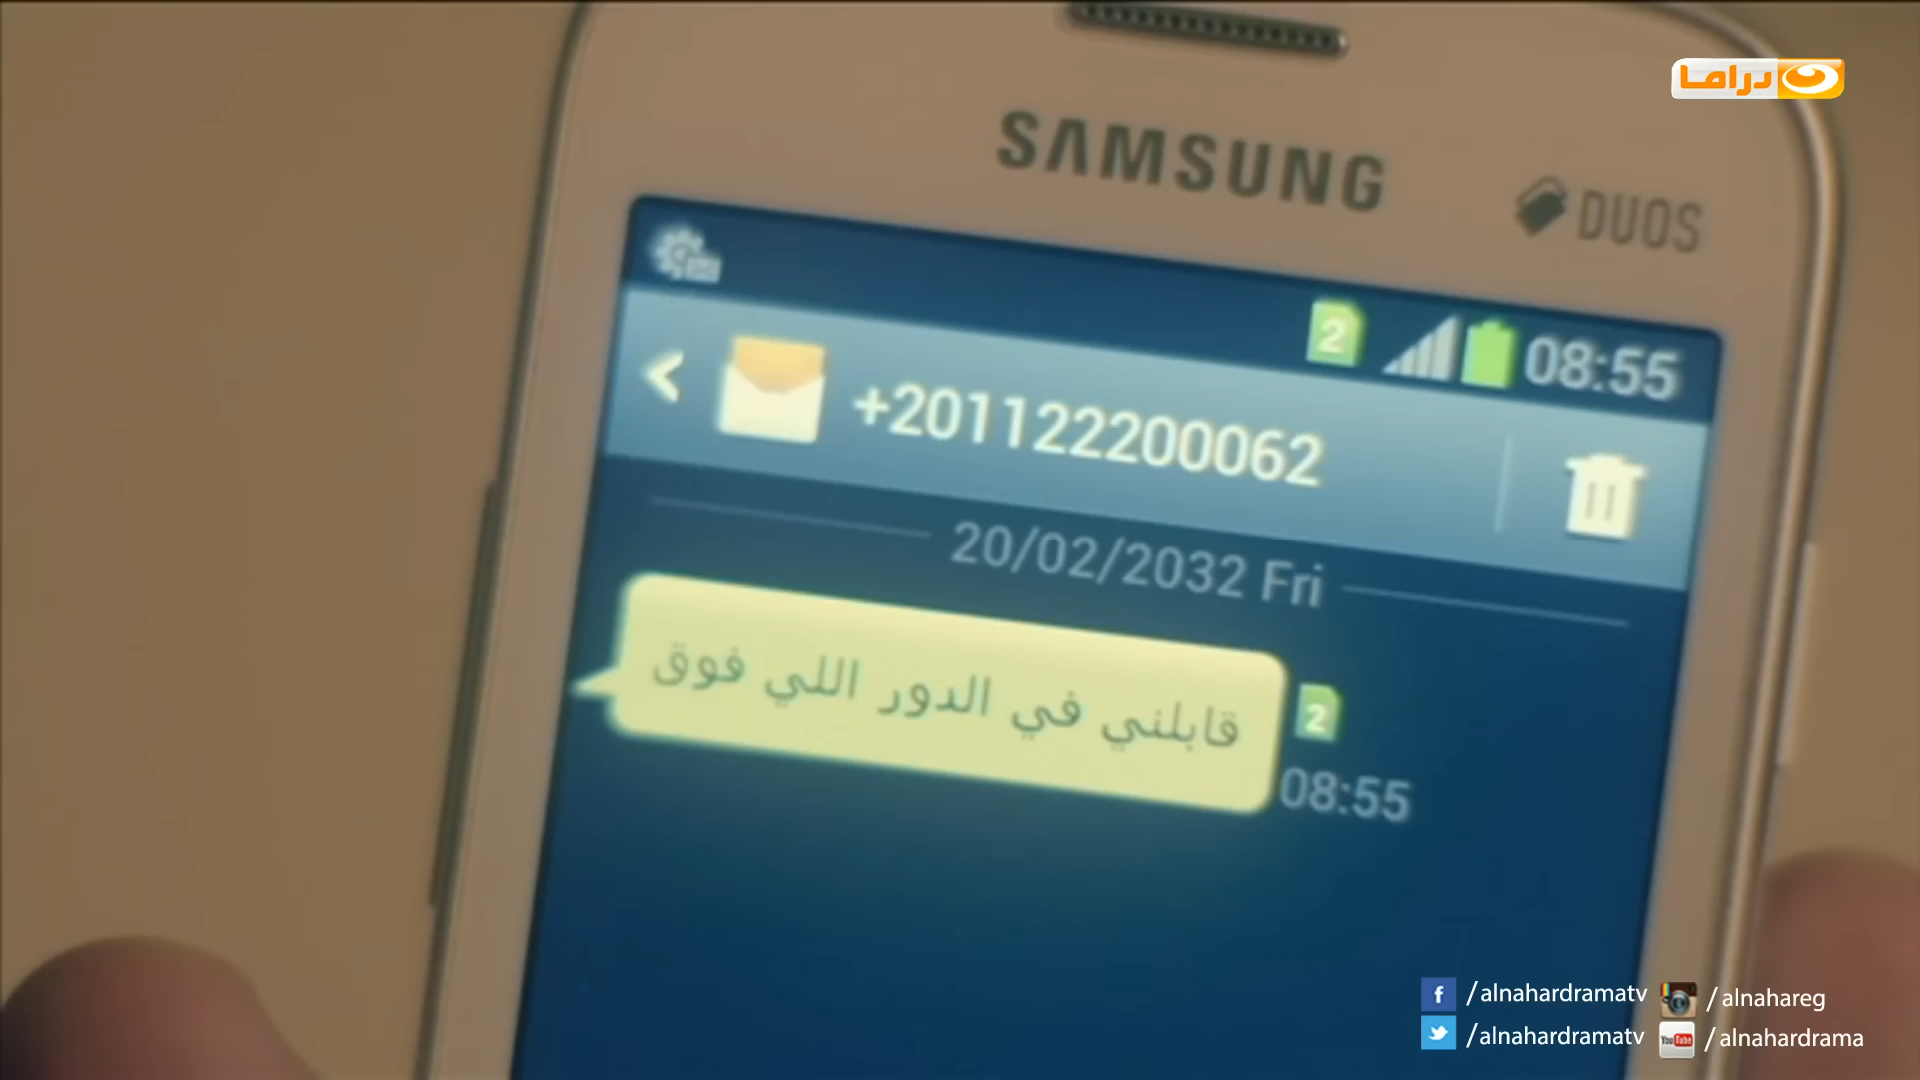 دراما
SAMSUNG
DUOS
2
08:55
+201122200062
20/02/2032 Fri
قابلني في الدور اللي فوق
2
08:55
f /alnahardramatv
/alnahareg
/alnahardramatv
YouTube /alnahardrama